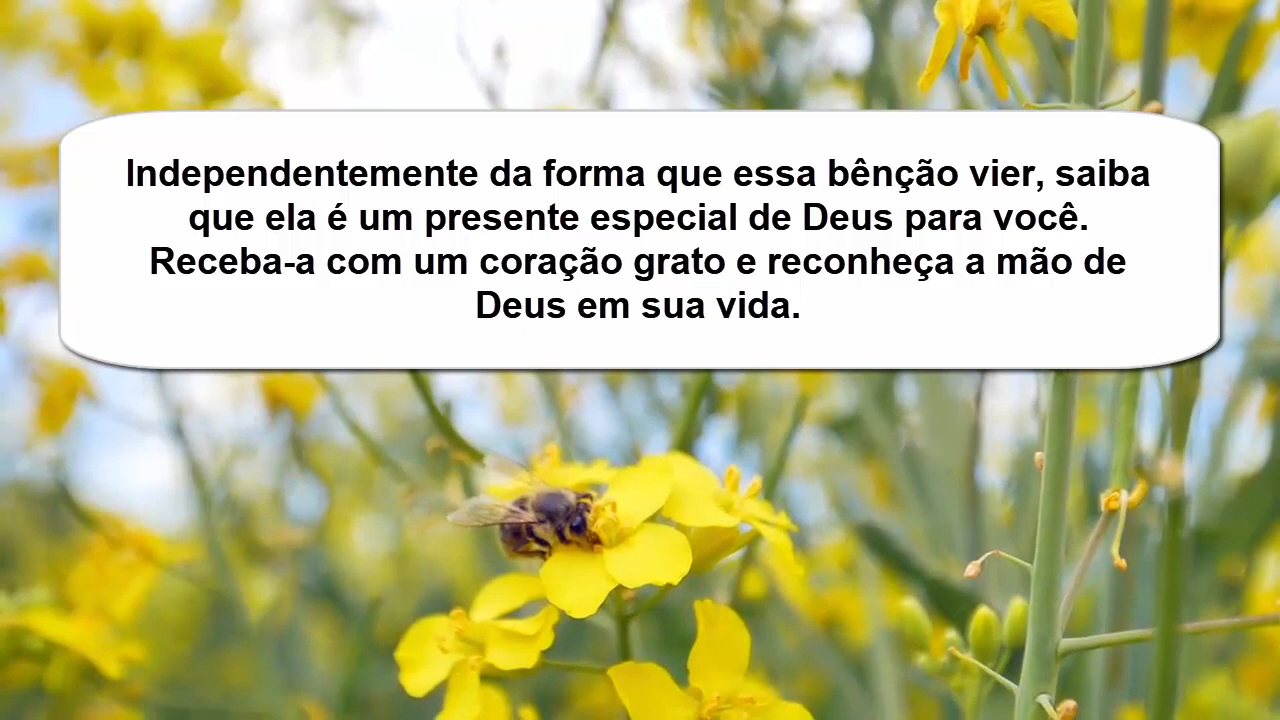 Independentemente da forma que essa bênção vier, saiba
que ela é um presente especial de Deus para você.
Receba-a com um coração grato e reconheça a mão de
Deus em sua vida.